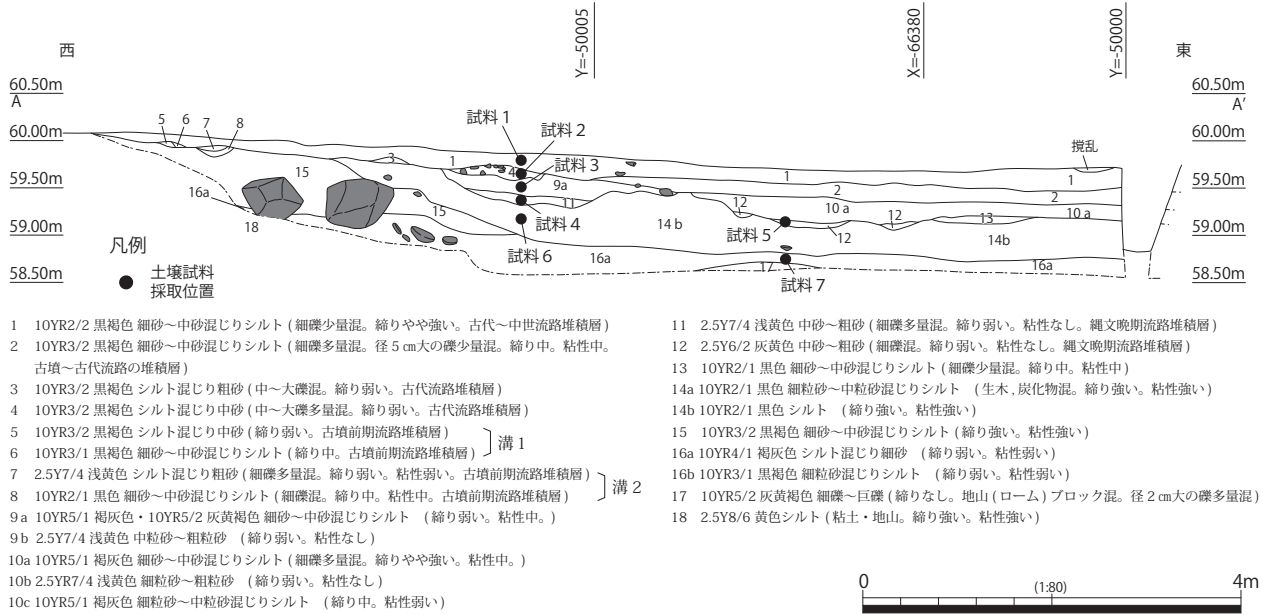 Y=-50005
X=-66380
Y=-50000
西
東
60.50m
A
60.00m
59.50m
59.00m
58.50m
60.50m
A′
60.00m
59.50m
59.00m
58.50m
5
6
7
8
試料1
試料2
試料3
撹乱
3
1
4
1
1
15
9a
2
2
16a
11
12
10 a
13
10 a
15
試料4
14 b
試料5
12
12
14b
18
試料6
16a
17
試料7
16a
凡例
土壌試料
採取位置
1 10YR2/2 黒褐色 細砂～中砂混じりシルト (細礫少量混。締りやや強い。古代～中世流路堆積層)
2 10YR3/2 黒褐色 細砂～中砂混じりシルト (細礫多量混。径5㎝大の礫少量混。締り中。粘性中。
古墳～古代流路の堆積層)
3 10YR3/2 黒褐色 シルト混じり粗砂 (中～大礫混。締り弱い。古代流路堆積層)
4 10YR3/2 黒褐色 シルト混じり中砂 (中～大礫多量混。締り弱い。古代流路堆積層)
5 10YR3/2 黒褐色 シルト混じり中砂 (締り弱い。古墳前期流路堆積層)
6 10YR3/1 黒褐色 細砂～中砂混じりシルト (締り中。古墳前期流路堆積層)
溝1
7 2.5Y7/4 浅黄色 シルト混じり粗砂 (細礫多量混。締り弱い。粘性弱い。古墳前期流路堆積層)
8 10YR2/1 黒色 細砂～中砂混じりシルト (細礫混。締り中。粘性中。古墳前期流路堆積層)
溝2
9a 10YR5/1 褐灰色・10YR5/2 灰黄褐色 細砂～中砂混じりシルト (締り弱い。粘性中。)
9b 2.5Y7/4 浅黄色 中粒砂～粗粒砂 (締り弱い。粘性なし)
10a 10YR5/1 褐灰色 細砂～中砂混じりシルト (細礫多量混。締りやや強い。粘性中。)
10b 2.5YR7/4 浅黄色 細粒砂～粗粒砂 (締り弱い。粘性なし)
10c 10YR5/1 褐灰色 細粒砂～中粒砂混じりシルト (締り中。粘性弱い)
11 2.5Y7/4 浅黄色 中砂～粗砂 (細礫多量混。締り弱い。粘性なし。縄文晩期流路堆積層)
12 2.5Y6/2 灰黄色 中砂～粗砂 (細礫混。締り弱い。粘性なし。縄文晩期流路堆積層)
13 10YR2/1 黒色 細砂～中砂混じりシルト (細礫少量混。締り中。粘性中)
14a 10YR2/1 黒色 細粒砂～中粒砂混じりシルト (生木,炭化物混。締り強い。粘性強い)
14b 10YR2/1 黒色 シルト (締り強い。粘性強い)
15 10YR3/2 黒褐色 細砂～中砂混じりシルト (締り強い。粘性強い)
16a 10YR4/1 褐灰色 シルト混じり細砂 (締り弱い。粘性弱い)
16b 10YR3/1 黒褐色 細粒砂混じりシルト (締り弱い。粘性弱い)
17 10YR5/2 灰黄褐色 細礫～巨礫 (締りなし。地山(ローム)ブロック混。径2㎝大の礫多量混)
18 2.5Y8/6 黄色シルト (粘土・地山。締り強い。粘性強い)
0
(1:80)
4m